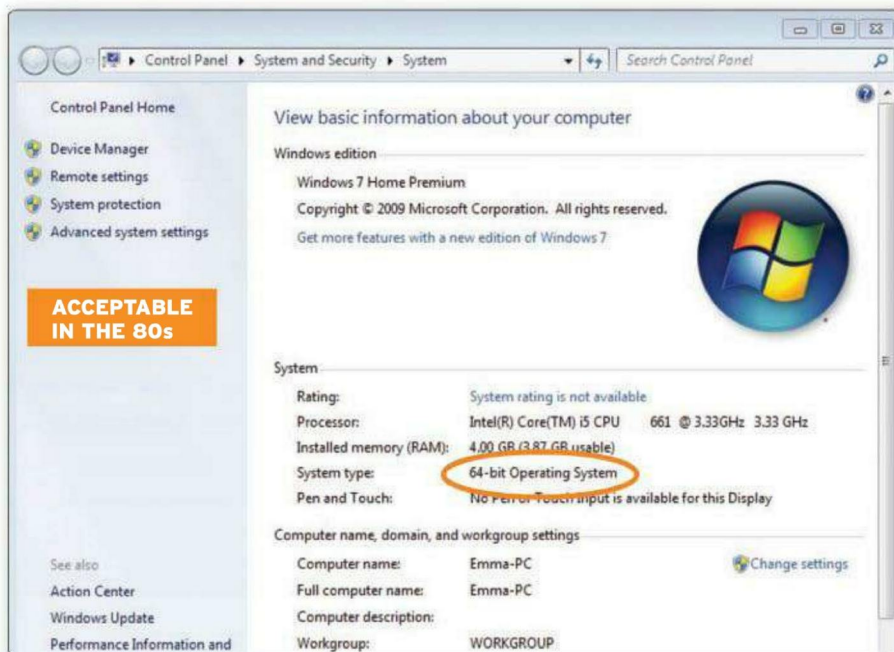 Control Panel ▸ System and Security ▸ System
Search Control Panel
Control Panel Home
Device Manager
Remote settings
System protection
Advanced system settings
ACCEPTABLE
IN THE 80s
See also
Action Center
Windows Update
Performance Information and
View basic information about your computer
Windows edition
Windows 7 Home Premium
Copyright © 2009 Microsoft Corporation. All rights reserved.
Get more features with a new edition of Windows 7
System
Rating: System rating is not available
Processor: Intel(R) Core(TM) i5 CPU 661 @ 3.33GHz 3.33 GHz
Installed memory (RAM): 4.00 GB (3.87 GB usable)
System type: 64-bit Operating System
Pen and Touch: No Pen or Touch Input is available for this Display
Computer name, domain, and workgroup settings
Computer name: Emma-PC
Change settings
Full computer name: Emma-PC
Computer description:
Workgroup: WORKGROUP